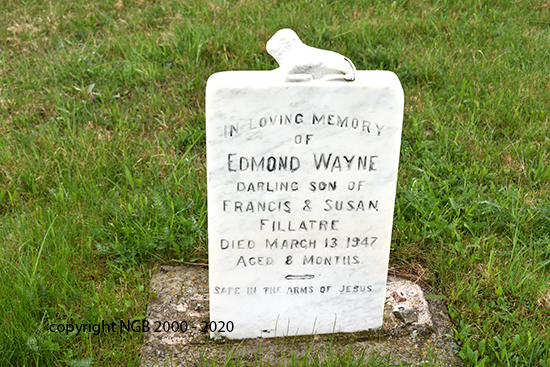 IN LOVING MEMORY
OF
EDMOND WAYNE
DARLING SON OF
FRANCIS & SUSAN
FILLATRE
DIED MARCH 13 1947
AGED 8 MONTHS
SAFE IN THE ARMS OF JESUS.
copyright NGB 2000 - 2020